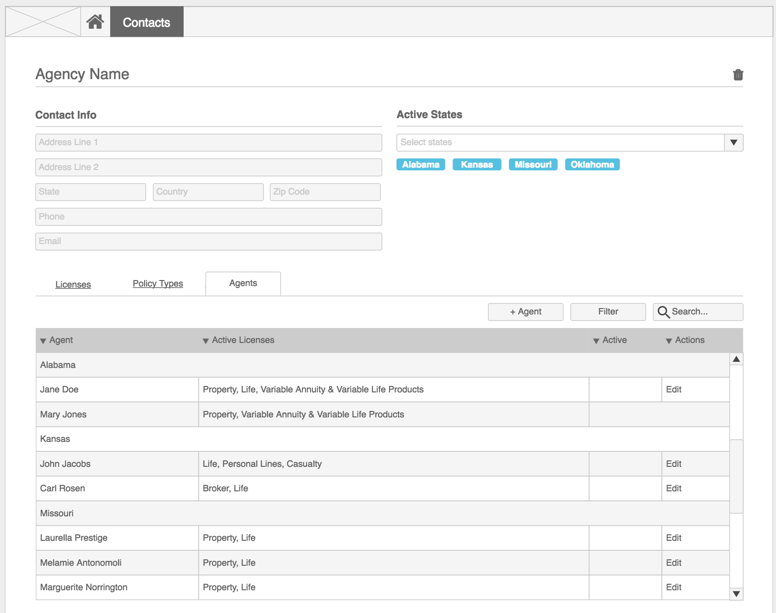 Contacts
Agency Name
Contact Info
Active States
Address Line 1
Select states
Address Line 2
Alabama Kansas Missouri Oklahoma
State Country Zip Code
Phone
Email
Licenses Policy Types Agents
+ Agent Filter Search...
Agent Active Licenses Active Actions
Alabama
Jane Doe Property, Life, Variable Annuity & Variable Life Products Edit
Mary Jones Property, Variable Annuity & Variable Life Products
Kansas
John Jacobs Life, Personal Lines, Casualty Edit
Carl Rosen Broker, Life Edit
Missouri
Laurella Prestige Property, Life Edit
Melamie Antonomoli Property, Life Edit
Marguerite Norrington Property, Life Edit